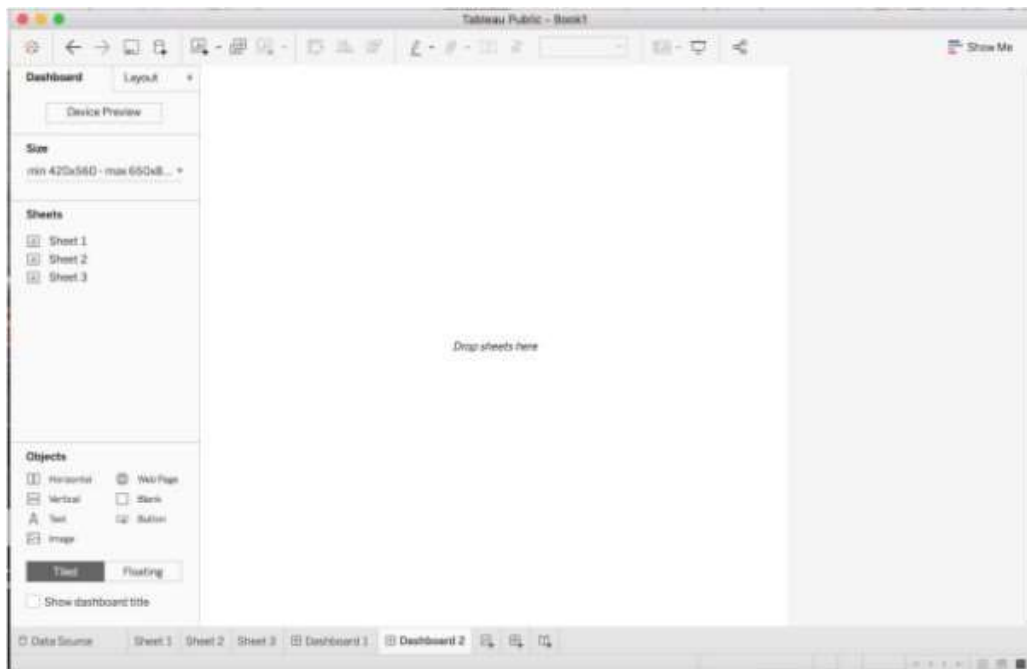 Tableau Public - Book1
Show Me
Dashboard Layout
Device Preview
Size
min 420x560 - max 650x8...
Sheets
Sheet 1
Sheet 2
Sheet 3
Drop sheets here
Objects
Horizontal Web Page
Vertical Blank
A Text Button
Image
Tiled Floating
Show dashboard title
Data Source Sheet 1 Sheet 2 Sheet 3 Dashboard 1 Dashboard 2